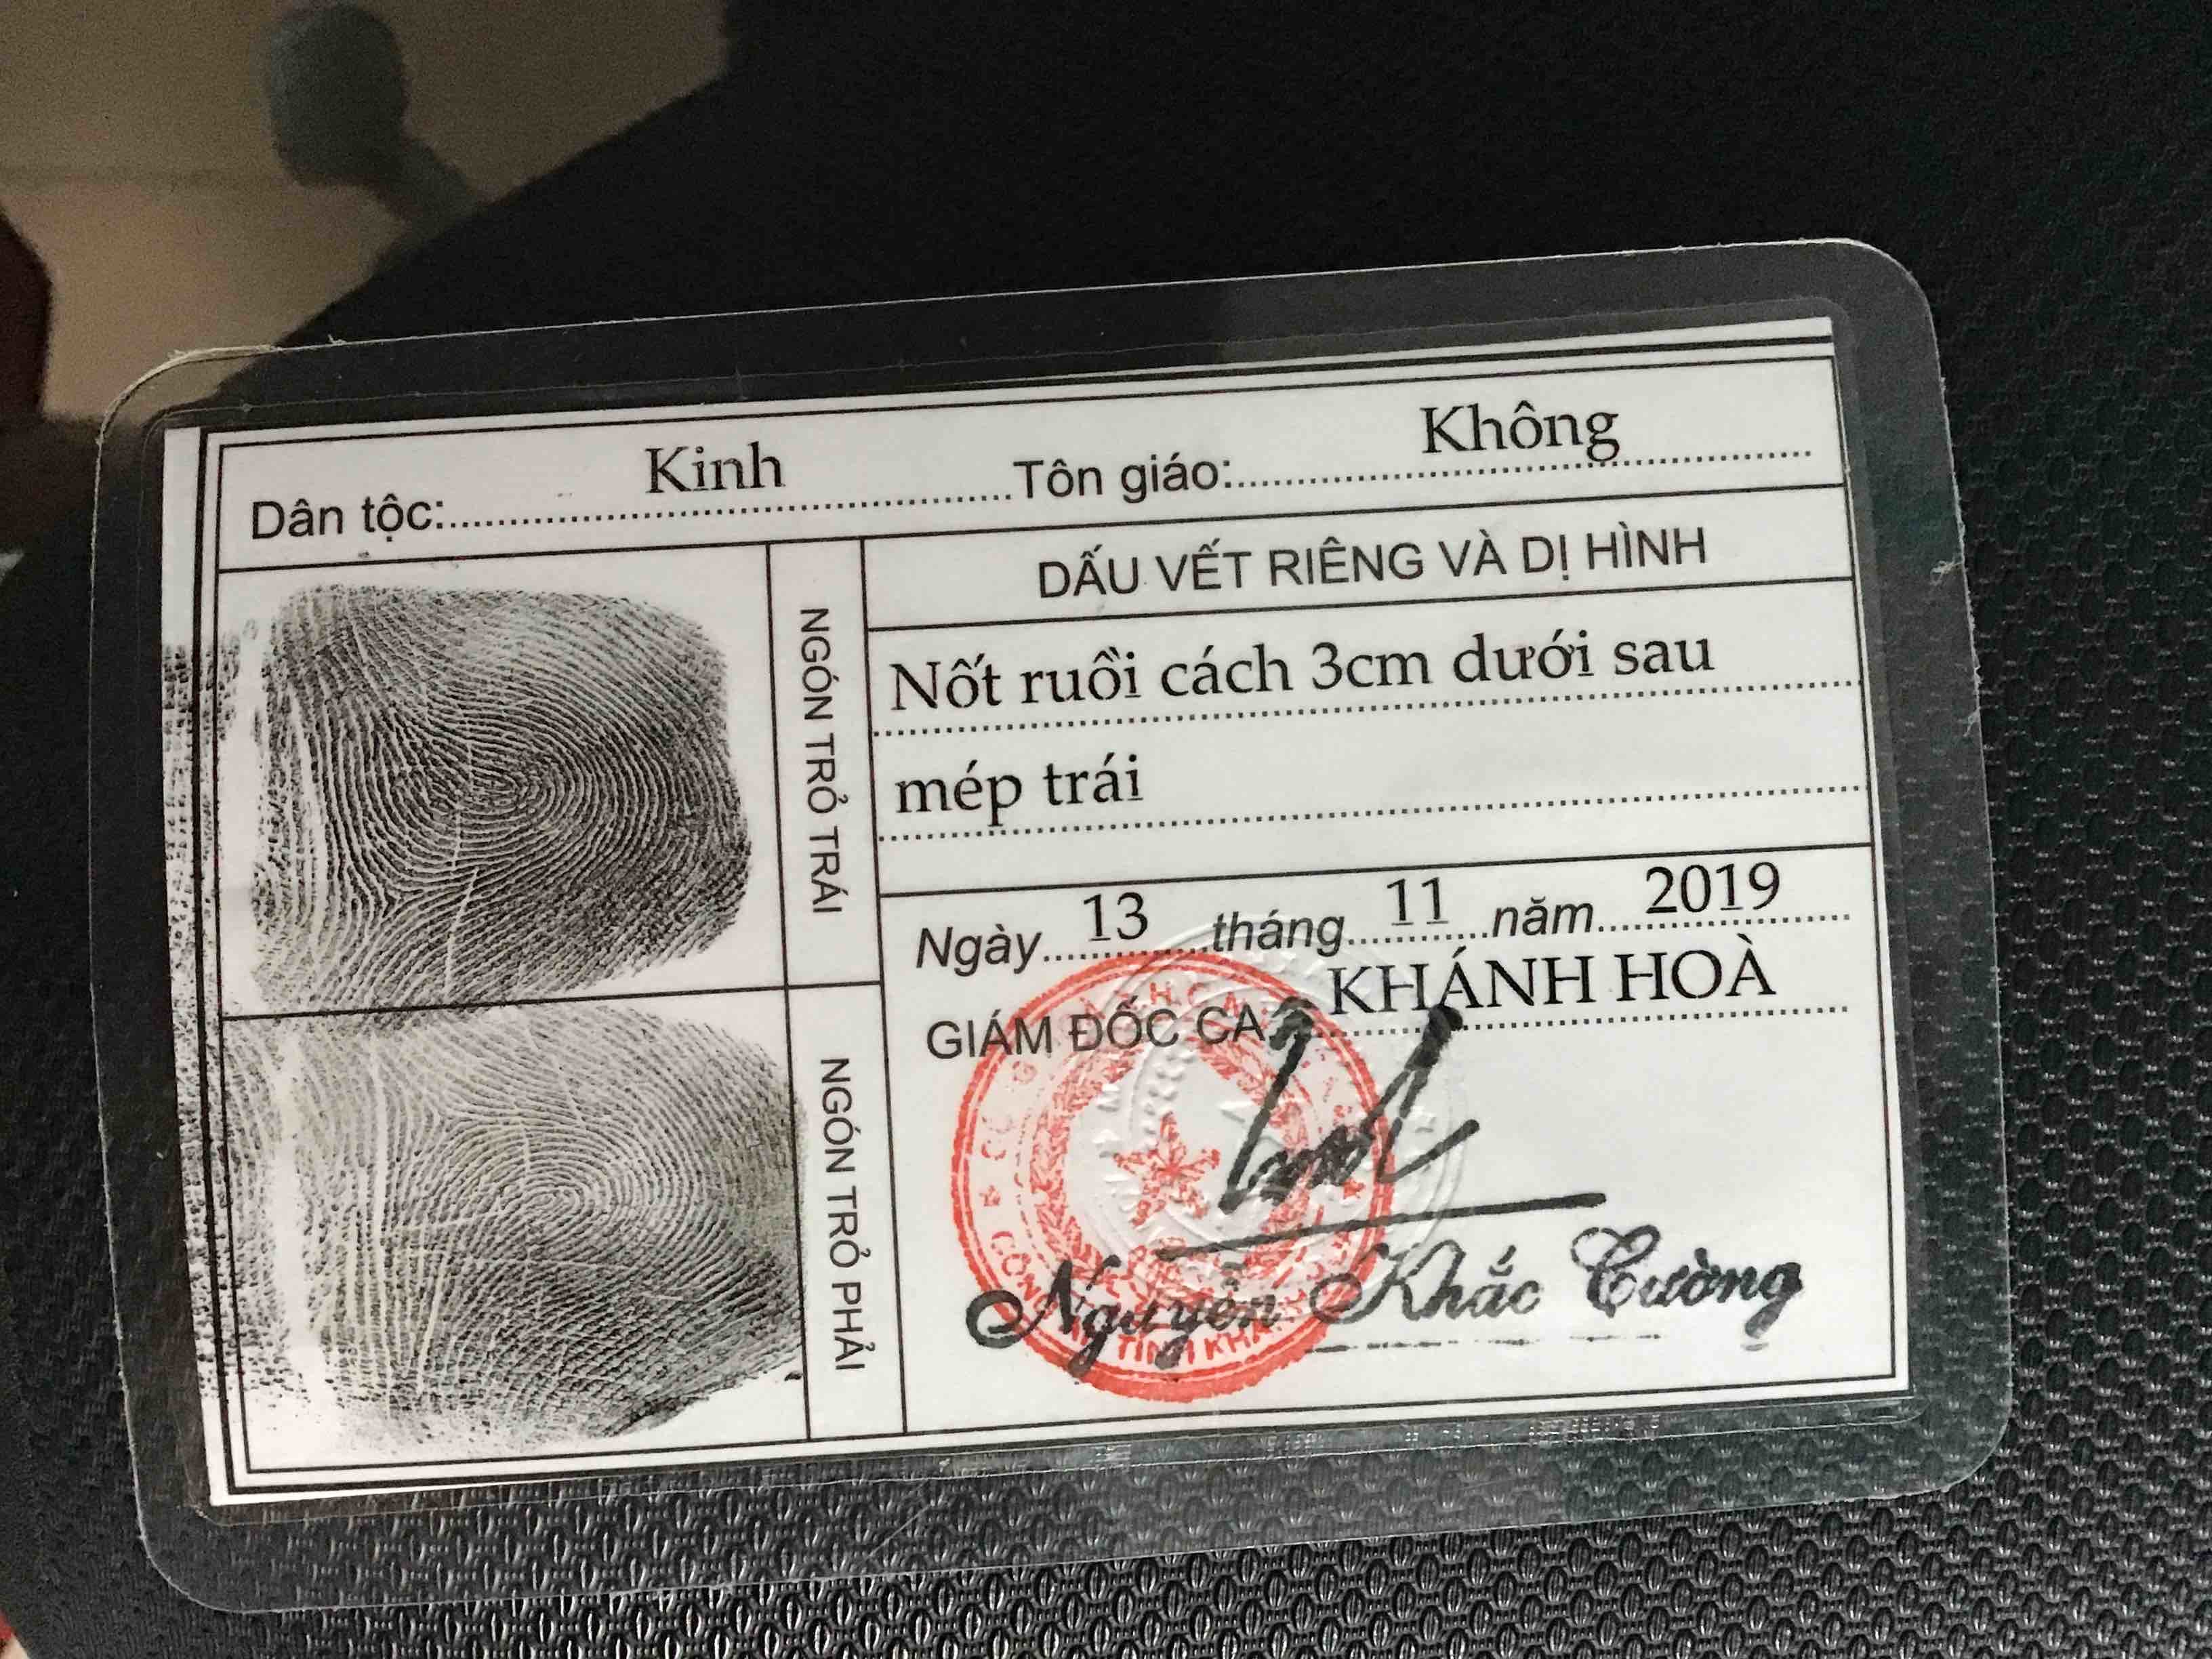 Dân tộc: Kinh Tôn giáo: Không
NGÓN TRỎ TRÁI
DẤU VẾT RIÊNG VÀ DỊ HÌNH
Nốt ruồi cách 3cm dưới sau
mép trái
Ngày 13 tháng 11 năm 2019
GIÁM ĐỐC CA KHÁNH HOÀ
NGÓN TRỎ PHẢI
Nguyễn Khắc Cường